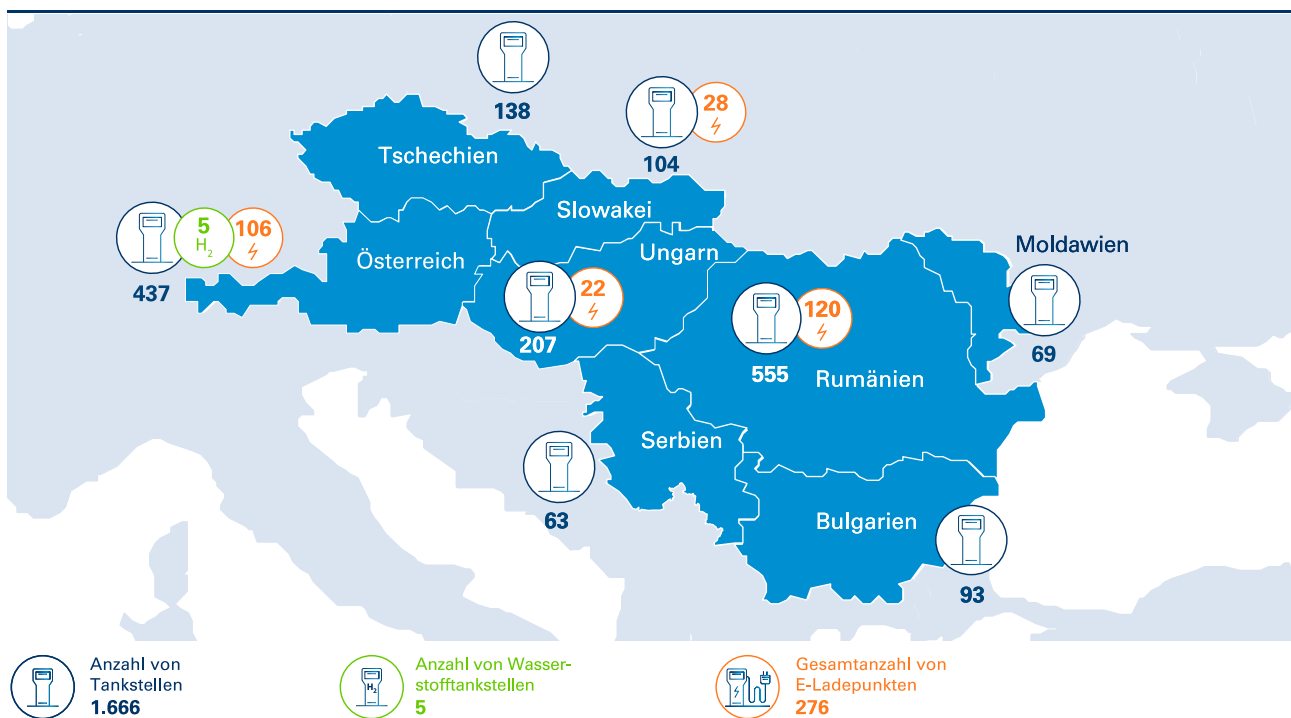 138
28
104
Tschechien
Slowakei
5
H2
106
437
Österreich
Ungarn
Moldawien
22
207
120
555
Rumänien
69
Serbien
63
Bulgarien
93
Anzahl von
Tankstellen
1.666
H2
Anzahl von Wasser-
stofftankstellen
5
Gesamtanzahl von
E-Ladepunkten
276